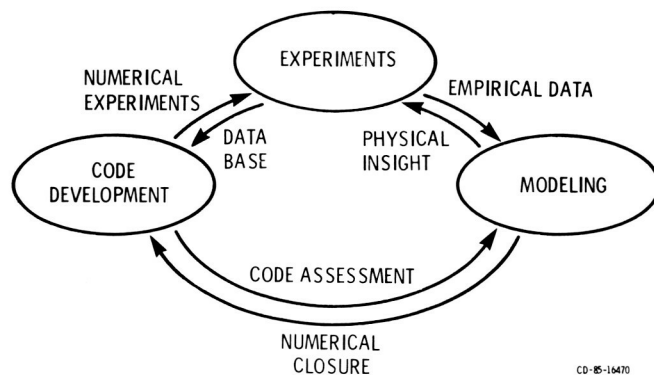 EXPERIMENTS
NUMERICAL
EXPERIMENTS
EMPIRICAL DATA
DATA
BASE
PHYSICAL
INSIGHT
CODE
DEVELOPMENT
MODELING
CODE ASSESSMENT
NUMERICAL
CLOSURE
CD-85-16470